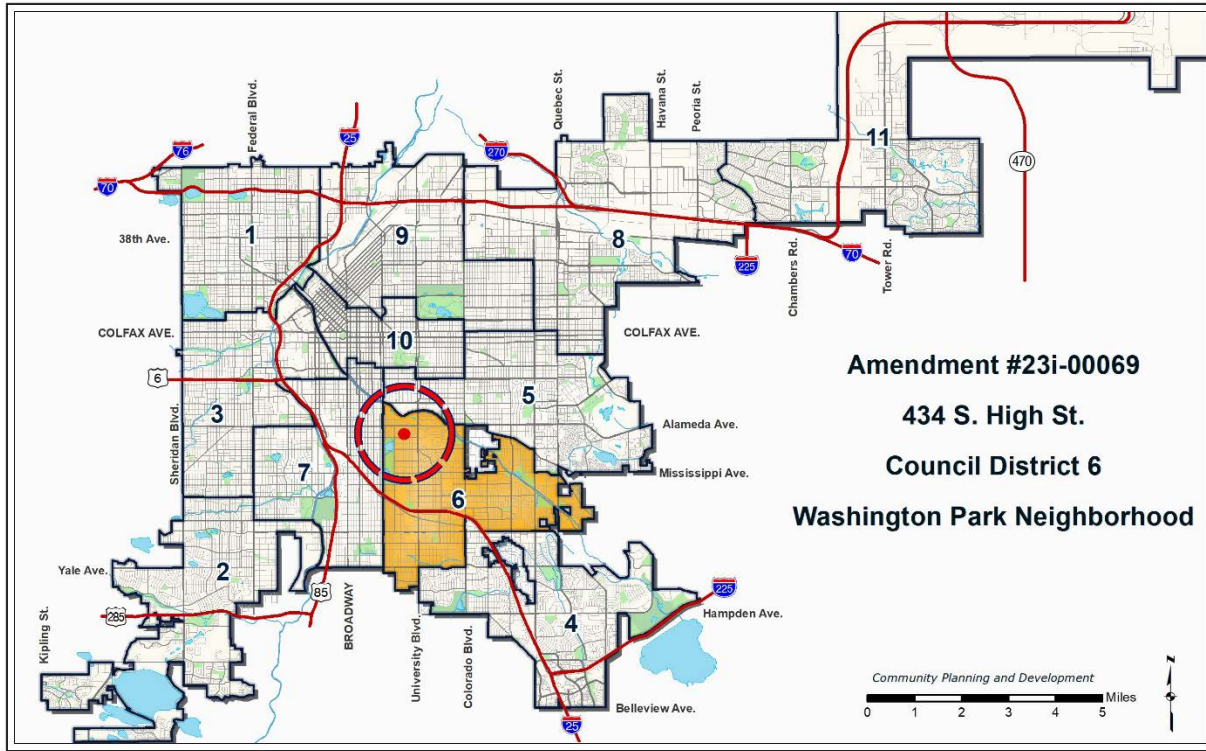 Federal Blvd.
25
Quebec St.
Havana St.
Peoria St.
76
270
11
70
470
38th Ave.
1
9
8
225
Chambers Rd.
70
Tower Rd.
COLFAX AVE.
COLFAX AVE.
10
6
Sheridan Blvd.
3
5
Alameda Ave.
7
Mississippi Ave.
6
Amendment #23i-00069
434 S. High St.
Council District 6
Washington Park Neighborhood
Yale Ave.
2
85
BROADWAY
285
Kipling St.
University Blvd.
Colorado Blvd.
4
225
Hampden Ave.
Belleview Ave.
25
Community Planning and Development
Miles
0 1 2 3 4 5
N